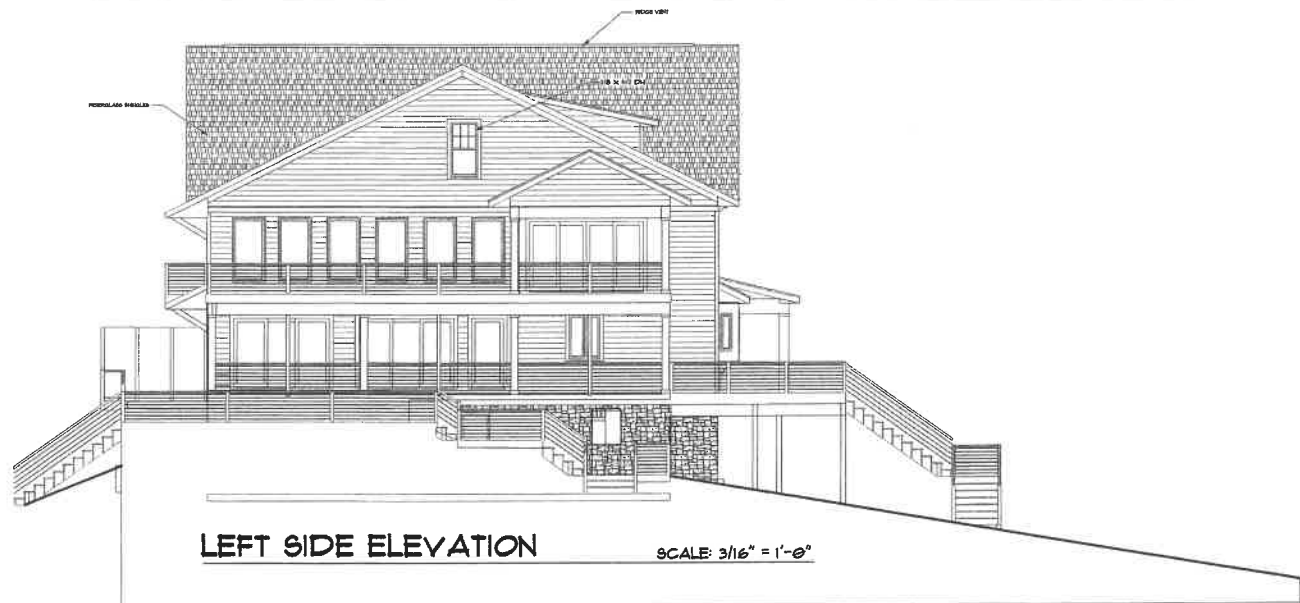 RIDGE VENT
FIBERGLASS SHINGLES
LEFT SIDE ELEVATION
SCALE: 3/16" = 1'-0"